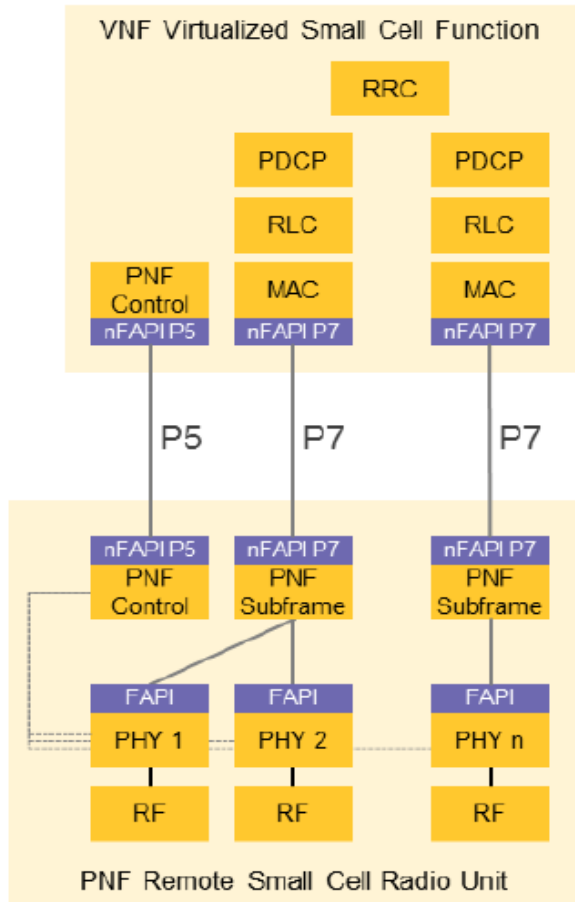 VNF Virtualized Small Cell Function
RRC
PDCP
PDCP
RLC
RLC
PNF
Control
MAC
MAC
nFAPI P5
nFAPI P7
nFAPI P7
P5
P7
P7
nFAPI P5
nFAPI P7
nFAPI P7
PNF
Control
PNF
Subframe
PNF
Subframe
FAPI
FAPI
FAPI
PHY 1
PHY 2
PHY n
RF
RF
RF
PNF Remote Small Cell Radio Unit